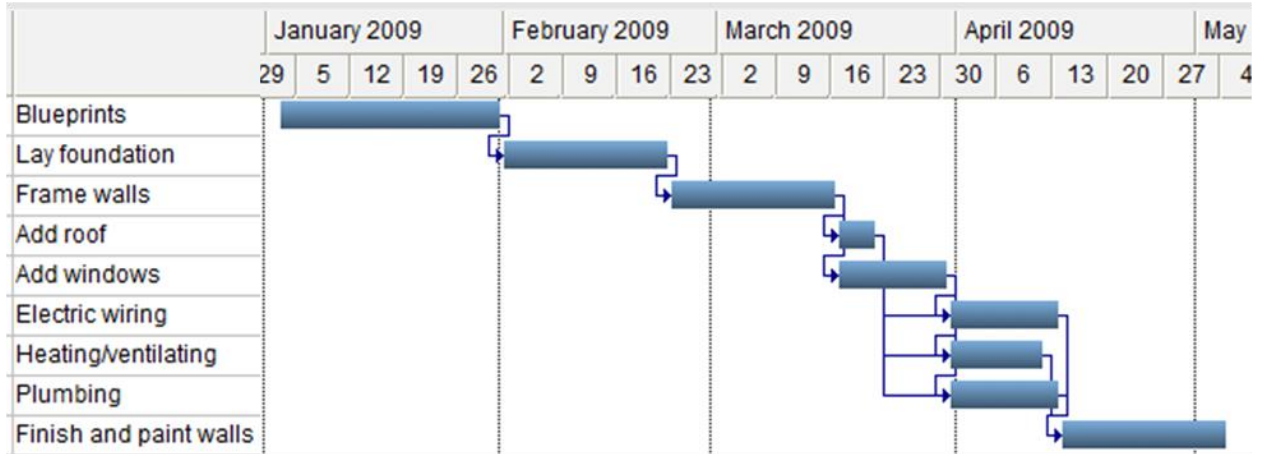 January 2009 February 2009 March 2009 April 2009 May
29 5 12 19 26 2 9 16 23 2 9 16 23 30 6 13 20 27 4
Blueprints
Lay foundation
Frame walls
Add roof
Add windows
Electric wiring
Heating/ventilating
Plumbing
Finish and paint walls